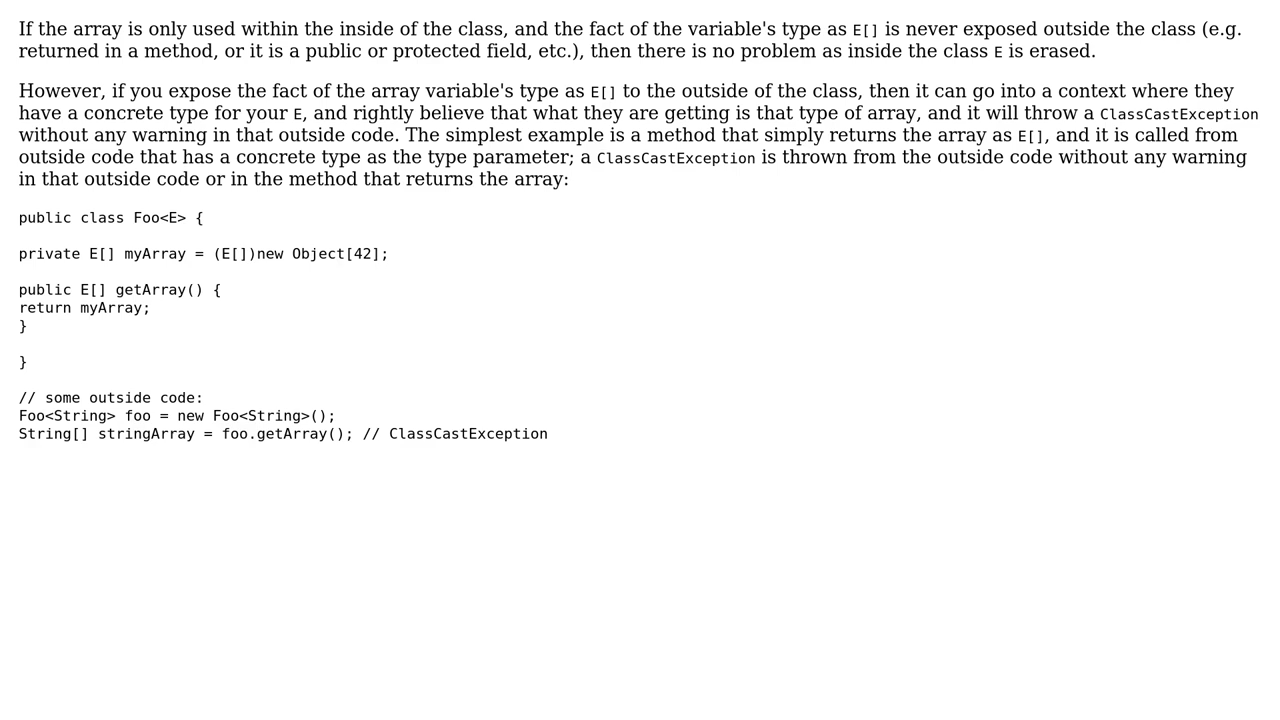 If the array is only used within the inside of the class, and the fact of the variable's type as E[] is never exposed outside the class (e.g.
returned in a method, or it is a public or protected field, etc.), then there is no problem as inside the class E is erased.
However, if you expose the fact of the array variable's type as E[] to the outside of the class, then it can go into a context where they
have a concrete type for your E, and rightly believe that what they are getting is that type of array, and it will throw a ClassCastException
without any warning in that outside code. The simplest example is a method that simply returns the array as E[], and it is called from
outside code that has a concrete type as the type parameter; a ClassCastException is thrown from the outside code without any warning
in that outside code or in the method that returns the array:
public class Foo<E> {
private E[] myArray = (E[])new Object[42];
public E[] getArray() {
return myArray;
}
}
// some outside code:
Foo<String> foo = new Foo<String>();
String[] stringArray = foo.getArray(); // ClassCastException